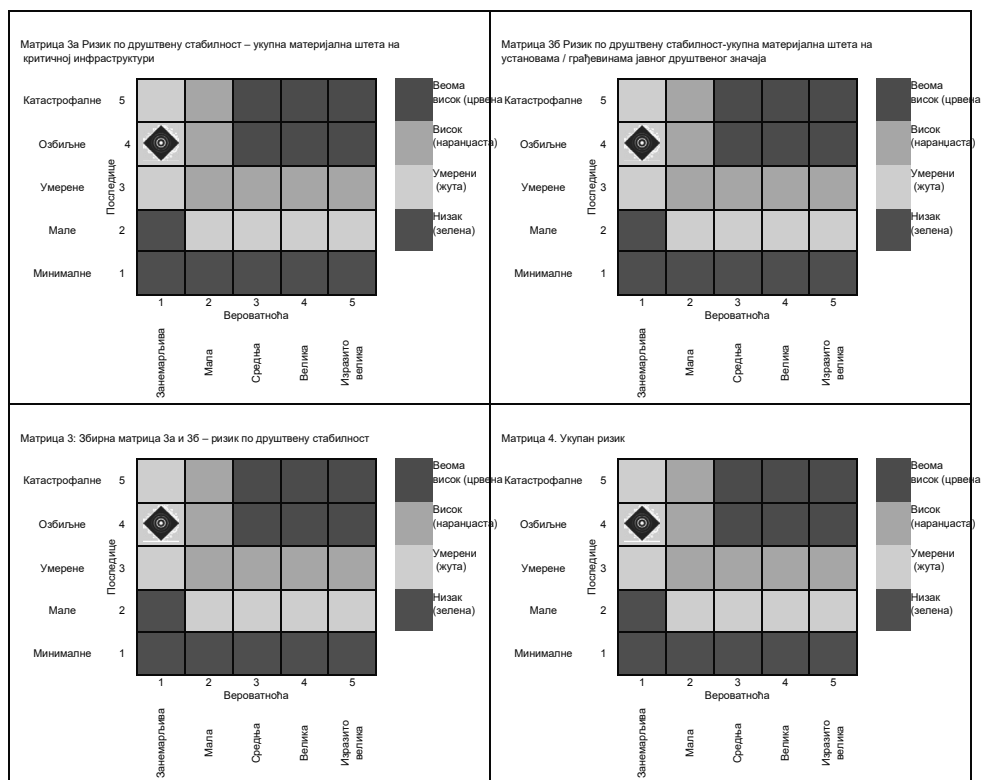 Матрица 3а Ризик по друштвену стабилност – укупна материјална штета на
критичној инфраструктури
Катастрофалне 5
Озбиљне 4
Умерене 3
Мале 2
Минималне 1
Последице
1 2 3 4 5
Вероватноћа
Занемарљива
Мала
Средња
Велика
Изразито
велика
Веома
висок (црвена
Висок
(наранџаста)
Умерени
(жута)
Низак
(зелена)
Матрица 3б Ризик по друштвену стабилност-укупна материјална штета на
установама / грађевинама јавног друштвеног значаја
Катастрофалне 5
Озбиљне 4
Умерене 3
Мале 2
Минималне 1
Последице
1 2 3 4 5
Вероватноћа
Занемарљива
Мала
Средња
Велика
Изразито
велика
Веома
висок (црвена
Висок
(наранџаста)
Умерени
(жута)
Низак
(зелена)
Матрица 3: Збирна матрица 3а и 3б – ризик по друштвену стабилност
Катастрофалне 5
Озбиљне 4
Умерене 3
Мале 2
Минималне 1
Последице
1 2 3 4 5
Вероватноћа
Занемарљива
Мала
Средња
Велика
Изразито
велика
Веома
висок (црвена
Висок
(наранџаста)
Умерени
(жута)
Низак
(зелена)
Матрица 4. Укупан ризик
Катастрофалне 5
Озбиљне 4
Умерене 3
Мале 2
Минималне 1
Последице
1 2 3 4 5
Вероватноћа
Занемарљива
Мала
Средња
Велика
Изразито
велика
Веома
висок (црвена
Висок
(наранџаста)
Умерени
(жута)
Низак
(зелена)